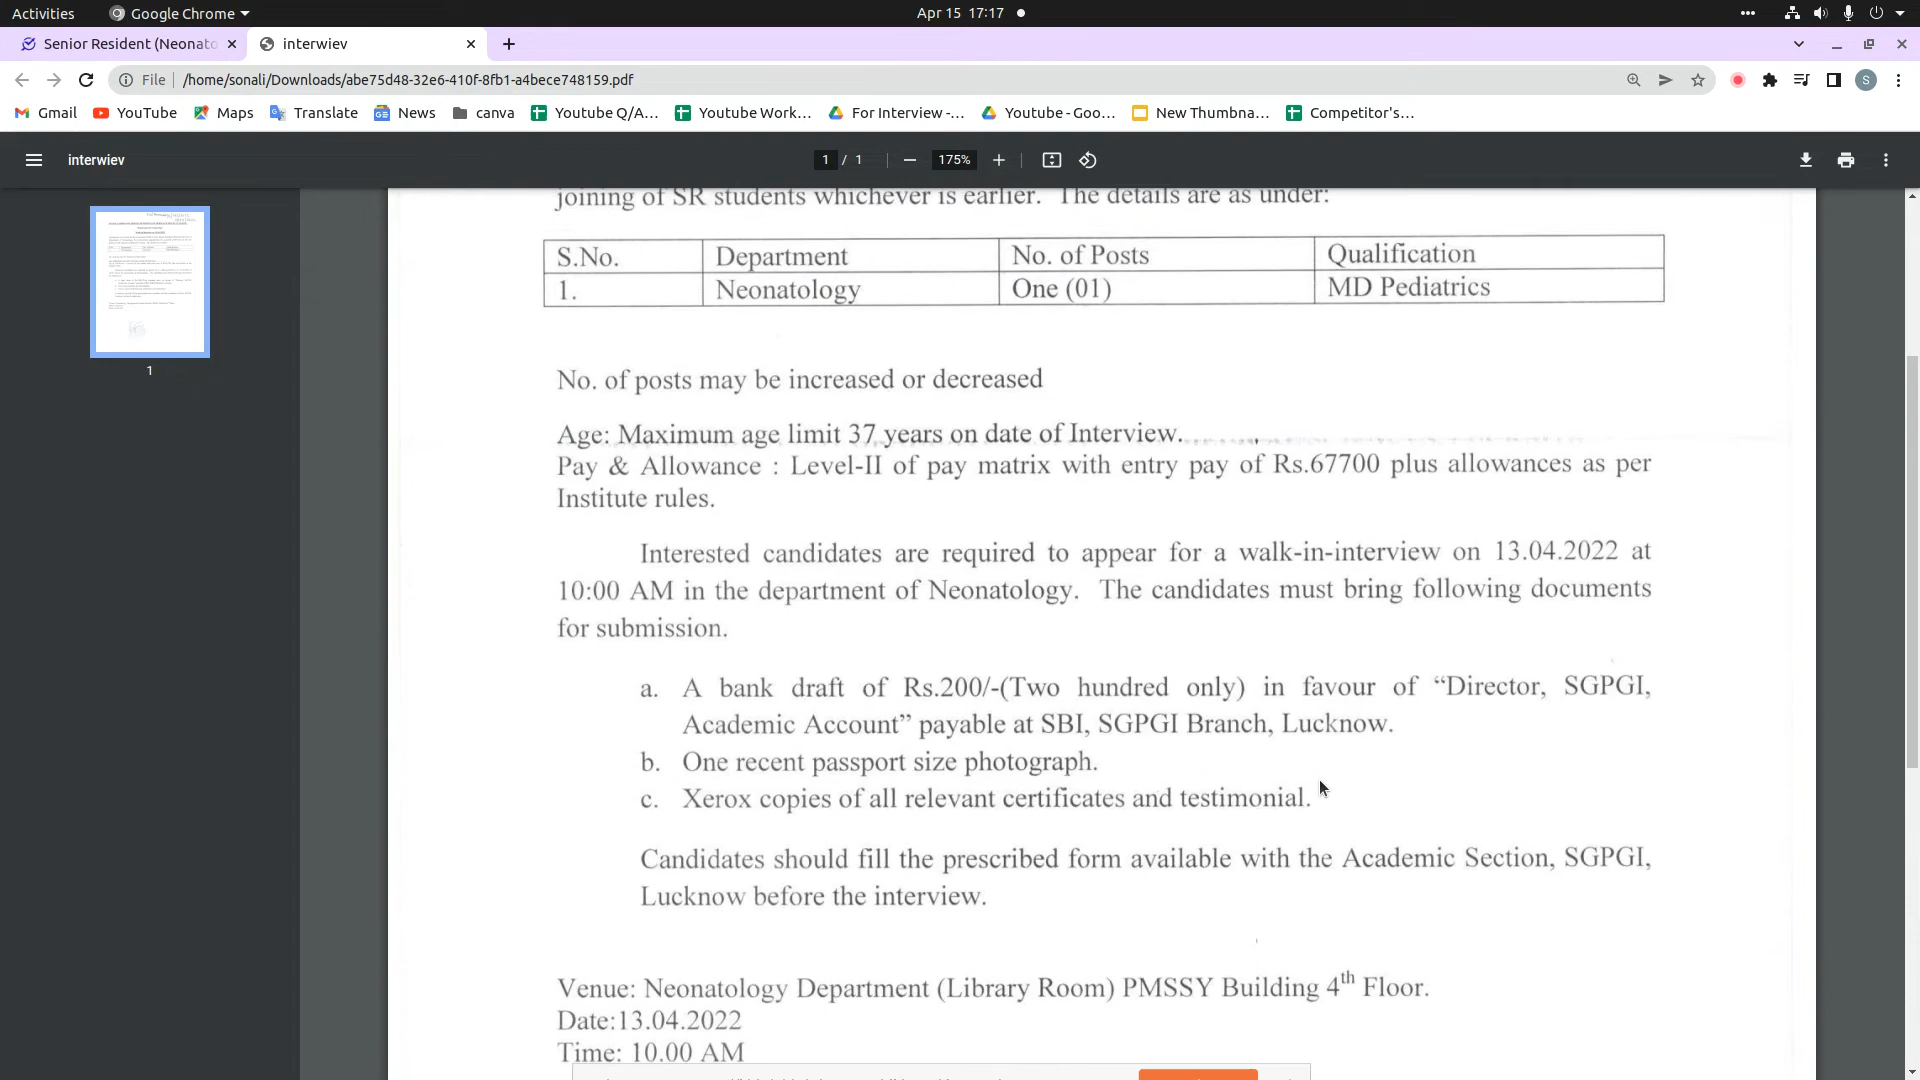 Activities Google Chrome Apr 15 17:17
Senior Resident (Neonato interwiev
File /home/sonali/Downloads/abe75d48-32e6-410f-8fb1-a4bece748159.pdf S
Gmail YouTube Maps Translate News canva Youtube Q/A... Youtube Work... For Interview -... Youtube - Goo... New Thumbna... Competitor's...
interwiev 1 / 1 175%
1
joining of SR students whichever is earlier. The details are as under:
S.No. Department No. of Posts Qualification
1. Neonatology One (01) MD Pediatrics
No. of posts may be increased or decreased
Age: Maximum age limit 37 years on date of Interview.
Pay & Allowance : Level-II of pay matrix with entry pay of Rs.67700 plus allowances as per
Institute rules.
Interested candidates are required to appear for a walk-in-interview on 13.04.2022 at
10:00 AM in the department of Neonatology. The candidates must bring following documents
for submission.
a. A bank draft of Rs.200/-(Two hundred only) in favour of “Director, SGPGI,
Academic Account” payable at SBI, SGPGI Branch, Lucknow.
b. One recent passport size photograph.
c. Xerox copies of all relevant certificates and testimonial.
Candidates should fill the prescribed form available with the Academic Section, SGPGI,
Lucknow before the interview.
Venue: Neonatology Department (Library Room) PMSSY Building 4th Floor.
Date:13.04.2022
Time: 10.00 AM